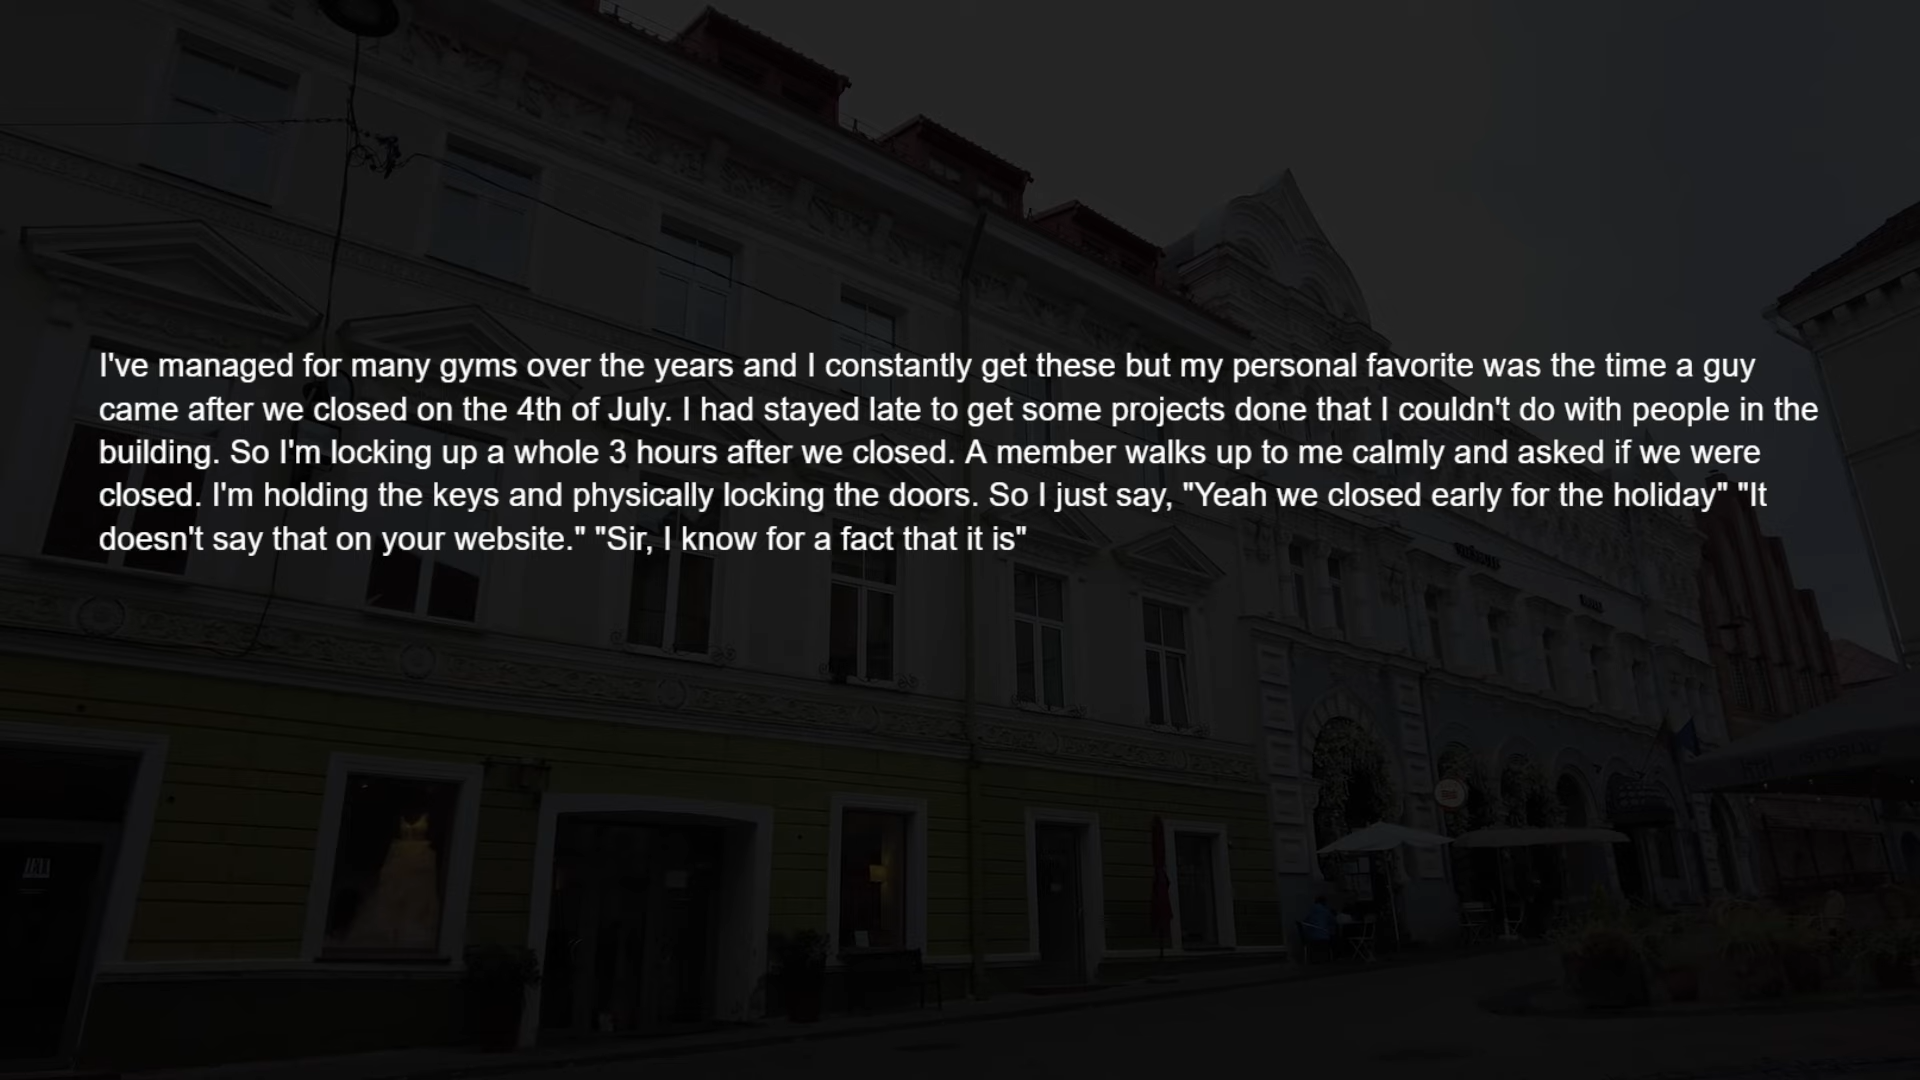 I've managed for many gyms over the years and I constantly get these but my personal favorite was the time a guy
came after we closed on the 4th of July. I had stayed late to get some projects done that I couldn't do with people in the
building. So I'm locking up a whole 3 hours after we closed. A member walks up to me calmly and asked if we were
closed. I'm holding the keys and physically locking the doors. So I just say, "Yeah we closed early for the holiday" "It
doesn't say that on your website." "Sir, I know for a fact that it is"